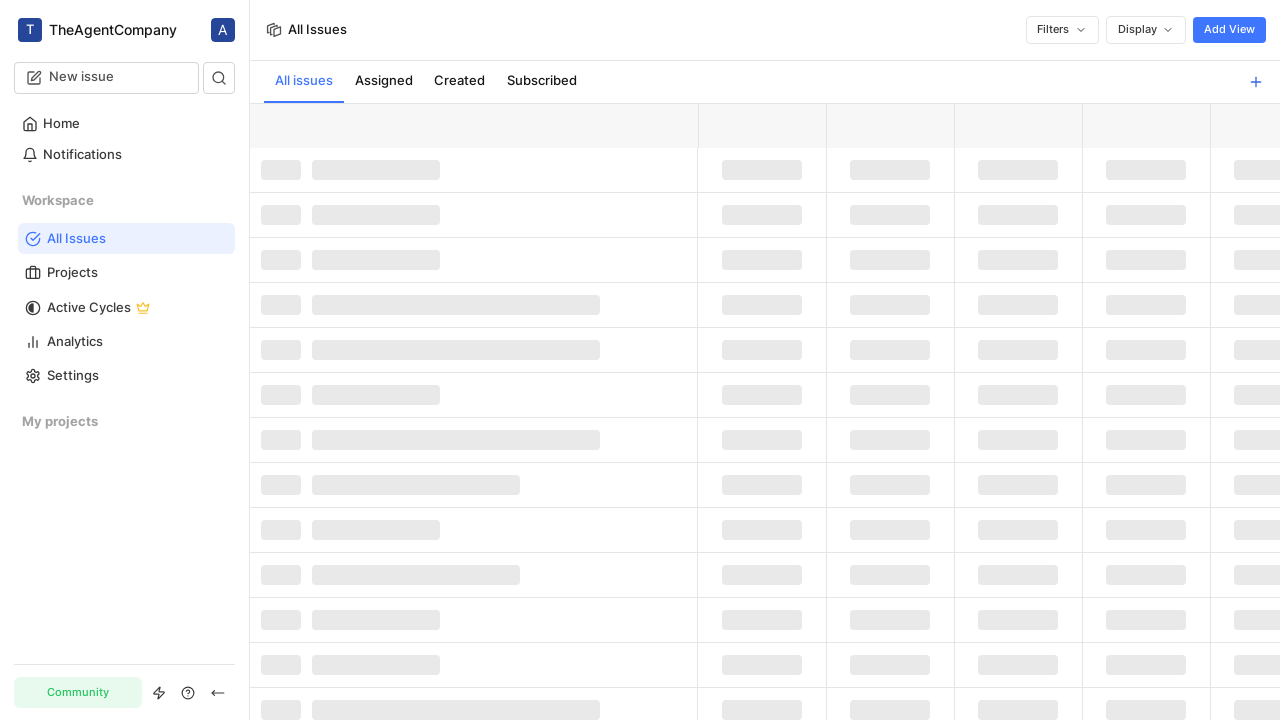 T TheAgentCompany A
New issue
Home
Notifications
Workspace
All Issues
Projects
Active Cycles
Analytics
Settings
My projects
Community
All Issues
Filters
Display
Add View
All issues
Assigned
Created
Subscribed